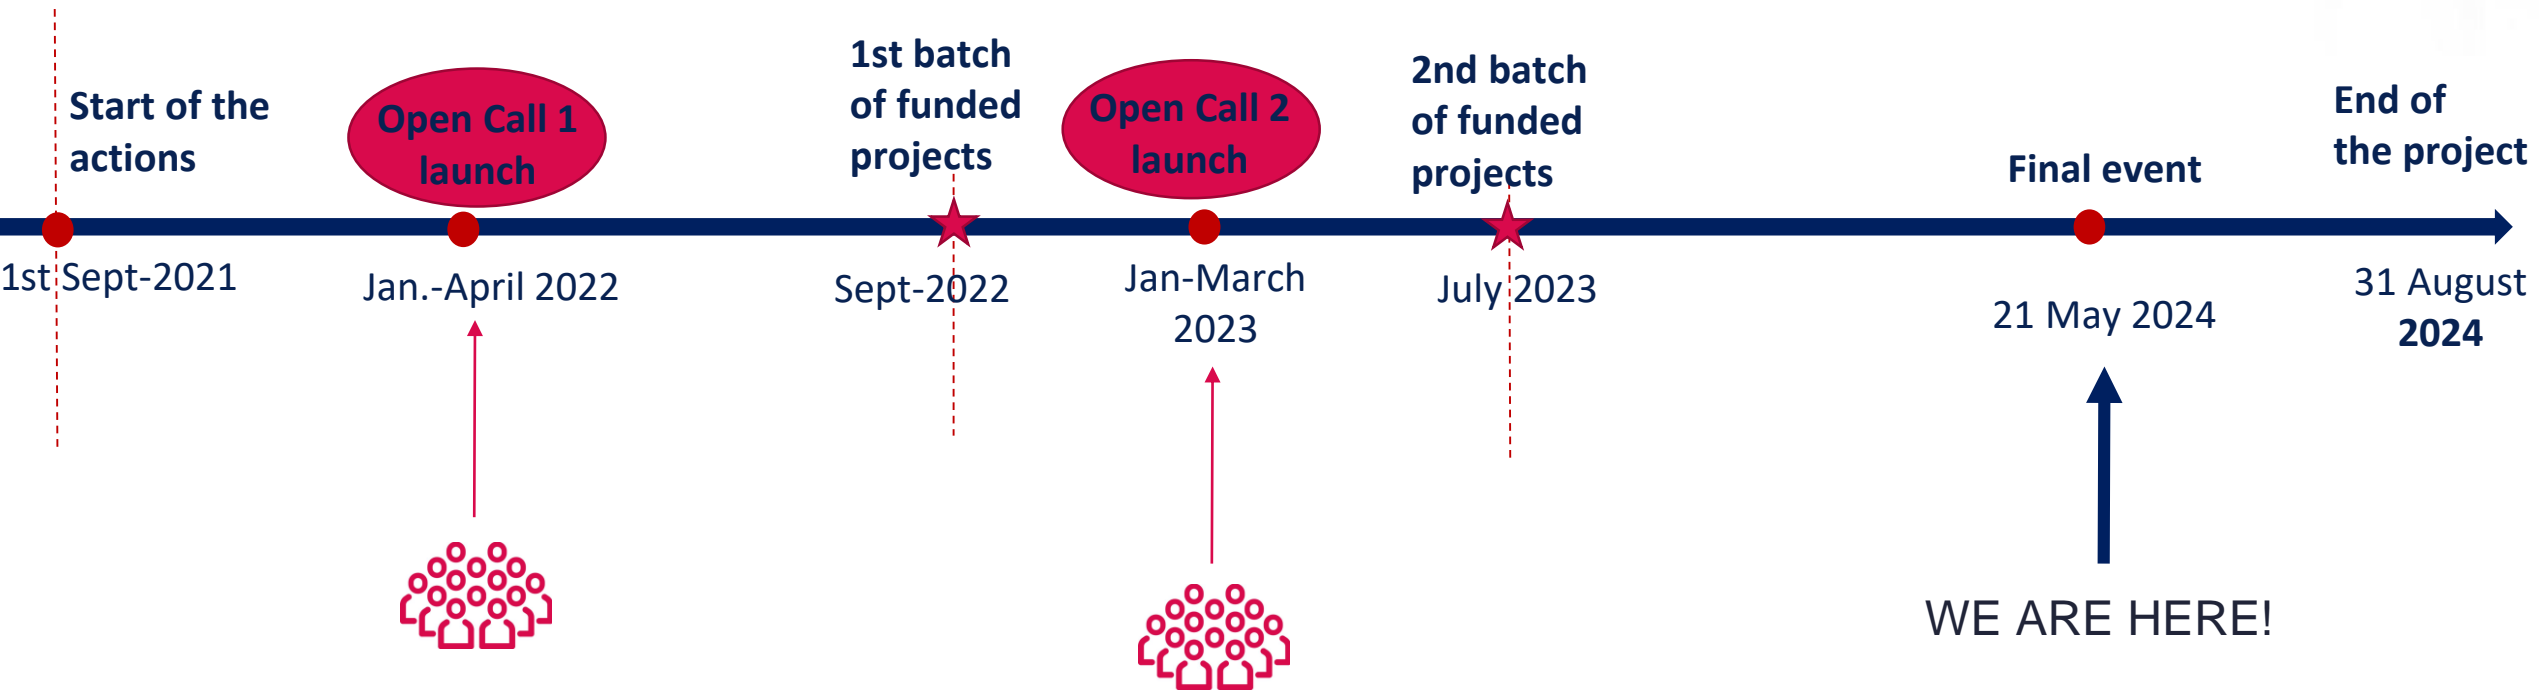 Start of the
actions
1st Sept-2021
Open Call 1
launch
Jan.-April 2022
1st batch
of funded
projects
Sept-2022
Open Call 2
launch
Jan-March
2023
2nd batch
of funded
projects
July 2023
Final event
21 May 2024
WE ARE HERE!
End of
the project
31 August
2024